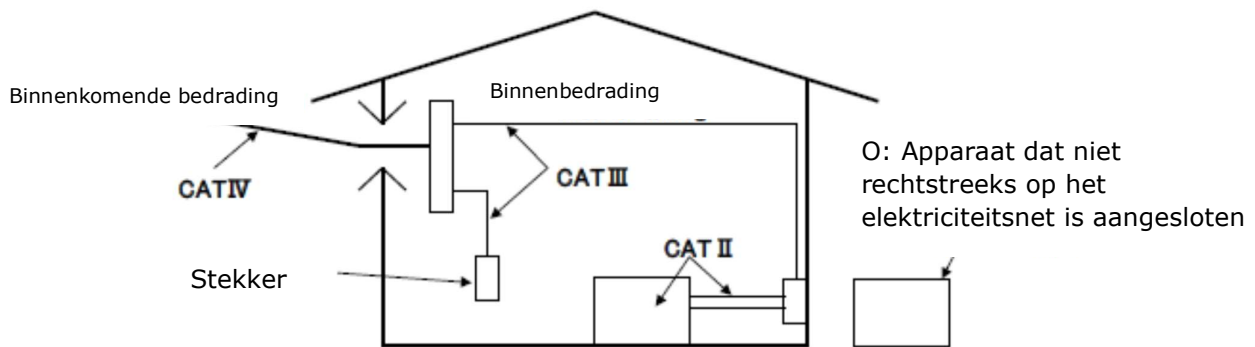 Binnenkomende bedrading
Binnenbedrading
O: Apparaat dat niet
rechtstreeks op het
elektriciteitsnet is aangesloten
CATⅣ
CATⅢ
CATⅡ
Stekker